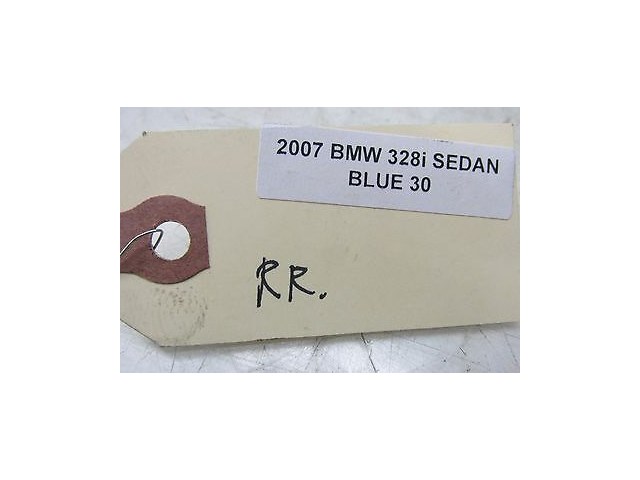 2007 BMW 328i SEDAN
BLUE 30
RR.